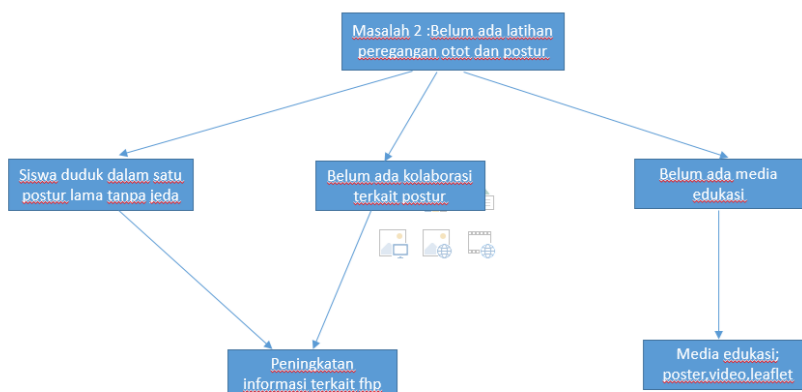 Masalah 2 :Belum ada latihan
peregangan otot dan postur
Siswa duduk dalam satu
postur lama tanpa jeda
Belum ada kolaborasi
terkait postur
Belum ada media
edukasi
Peningkatan
informasi terkait fhp
Media edukasi;
poster,video,leaflet